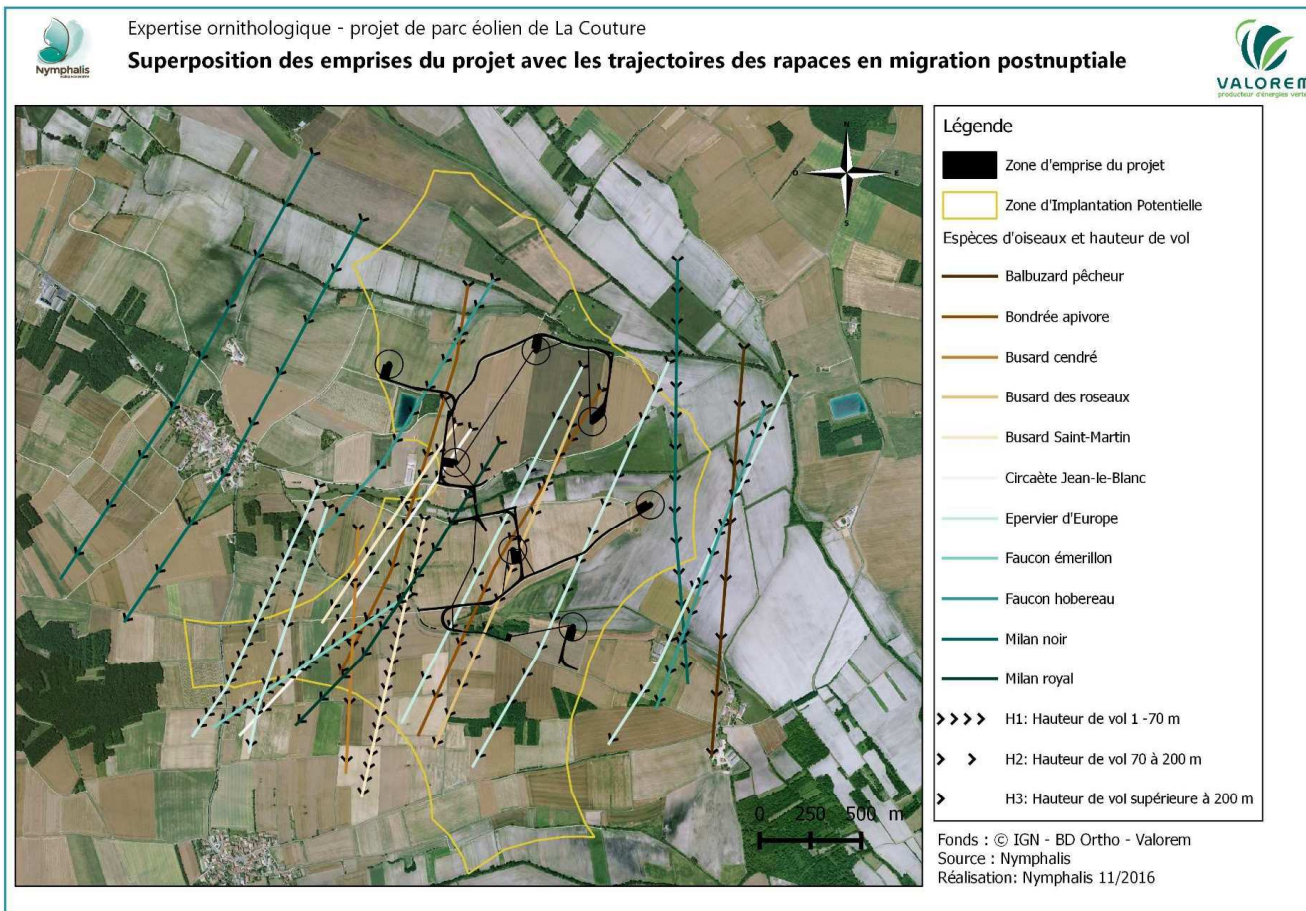 Expertise ornithologique - projet de parc éolien de La Couture
Superposition des emprises du projet avec les trajectoires des rapaces en migration postnuptiale
Nymphalis
VALOREM
producteur d'énergies vertes
N
O
E
S
0 250 500 m
Légende
Zone d'emprise du projet
Zone d'Implantation Potentielle
Espèces d'oiseaux et hauteur de vol
Balbuzard pêcheur
Bondrée apivore
Busard cendré
Busard des roseaux
Busard Saint-Martin
Circaète Jean-le-Blanc
Epervier d'Europe
Faucon émerillon
Faucon hobereau
Milan noir
Milan royal
H1: Hauteur de vol 1 -70 m
H2: Hauteur de vol 70 à 200 m
H3: Hauteur de vol supérieure à 200 m
Fonds : © IGN - BD Ortho - Valorem
Source : Nymphalis
Réalisation: Nymphalis 11/2016